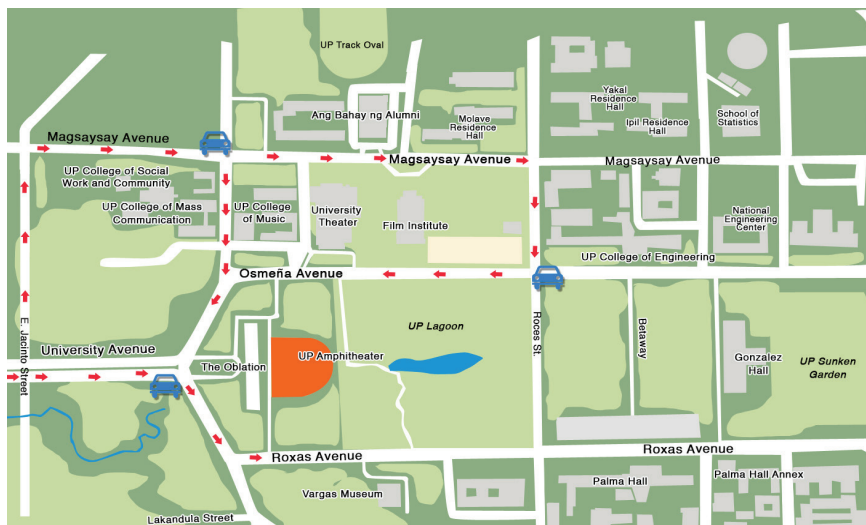 UP Track Oval
Ang Bahay ng Alumni
Molave
Residence
Hall
Yakal
Residence Hall
Ipil Residence Hall
School of
Statistics
Magsaysay Avenue
Magsaysay Avenue
Magsaysay Avenue
UP College of Social
Work and Community
UP College of Mass
Communication
UP College
of Music
University
Theater
Film Institute
National
Engineering
Center
UP College of Engineering
Osmeña Avenue
E. Jacinto Street
University Avenue
The Oblation
UP Amphitheater
UP Lagoon
Roces St.
Betaway
Gonzalez
Hall
UP Sunken
Garden
Roxas Avenue
Roxas Avenue
Vargas Museum
Palma Hall
Palma Hall Annex
Lakandula Street